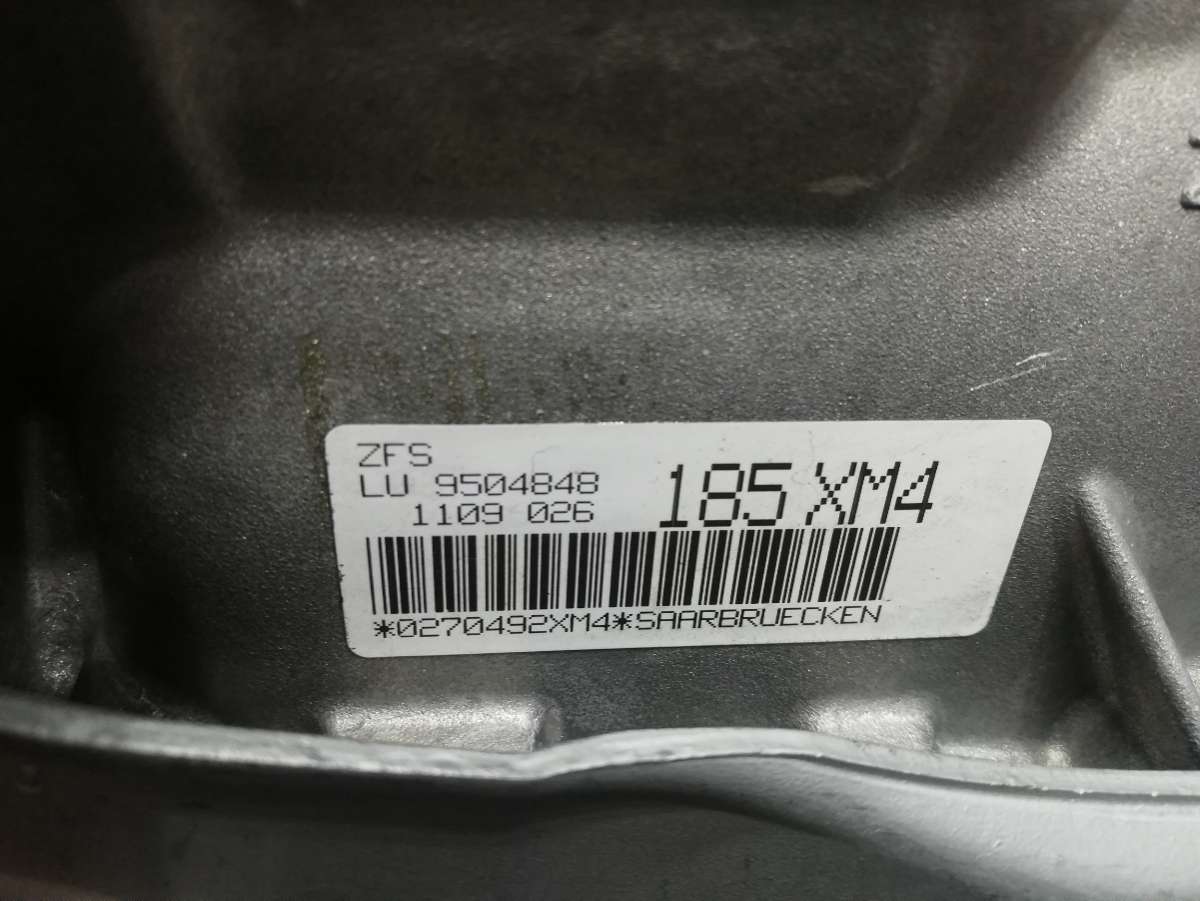 ZFS
LU 9504848
1109 026
185 XM4
*0270492XM4*SAARBRUECKEN